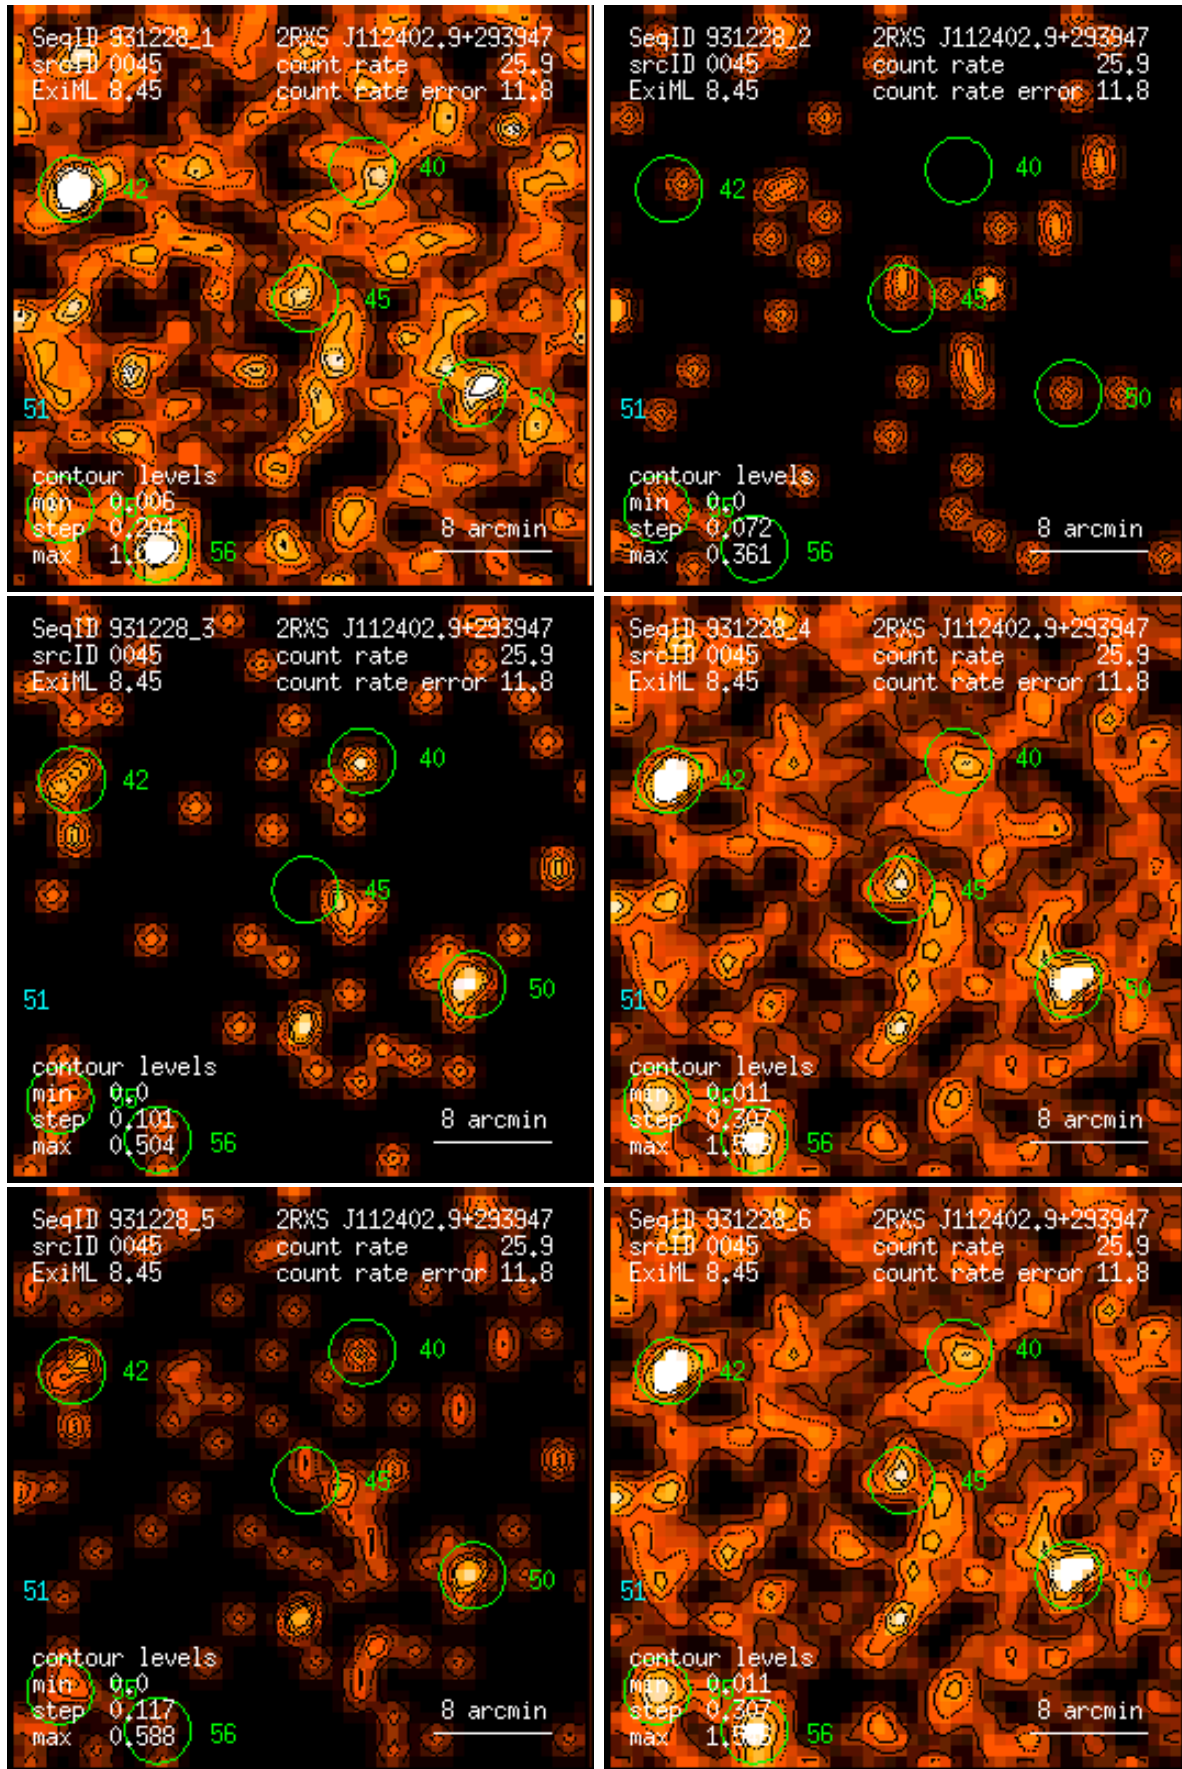 SeqID 931228_1 2RXS J112402.9+293947
srcID 0045 count rate 25.9
ExiML 8.45 count rate error 11.8
40
42
45
50
51
contour levels
min 0.006
55
step 0.204
max
56
8 arcmin
SeqID 931228_2 2RXS J112402.9+293947
srcID 0045 count rate 25.9
ExiML 8.45 count rate error 11.8
40
42
45
50
51
contour levels
min 0.0
55
step 0.072
max 0.361
56
8 arcmin
SeqID 931228_3 2RXS J112402.9+293947
srcID 0045 count rate 25.9
ExiML 8.45 count rate error 11.8
40
42
45
50
51
contour levels
min 0.0
55
step 0.101
max 0.504
56
8 arcmin
SeqID 931228_4 2RXS J112402.9+293947
srcID 0045 count rate 25.9
ExiML 8.45 count rate error 11.8
40
42
45
50
51
contour levels
min 0.011
55
step 0.307
max
56
8 arcmin
SeqID 931228_5 2RXS J112402.9+293947
srcID 0045 count rate 25.9
ExiML 8.45 count rate error 11.8
40
42
45
50
51
contour levels
min 0.0
55
step 0.117
max 0.588
56
8 arcmin
SeqID 931228_6 2RXS J112402.9+293947
srcID 0045 count rate 25.9
ExiML 8.45 count rate error 11.8
40
42
45
50
51
contour levels
min 0.011
55
step 0.307
max
56
8 arcmin